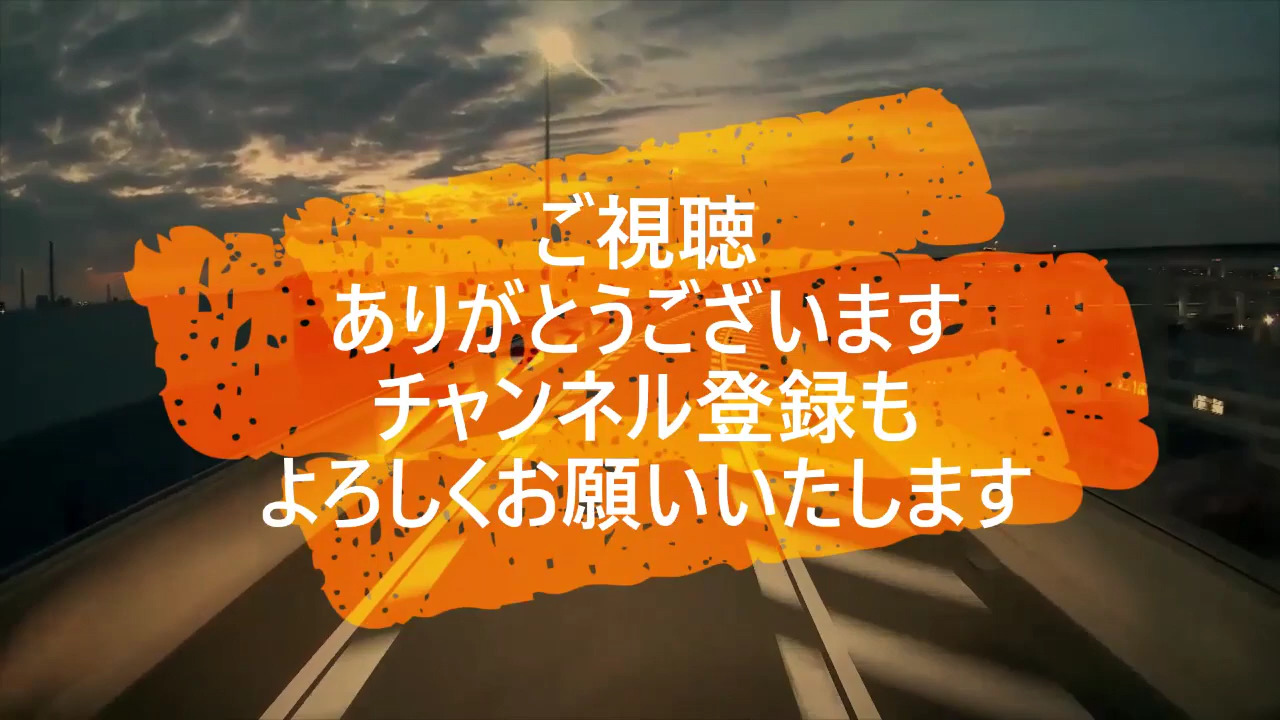 ご視聴
ありがとうございます
チャンネル登録も
よろしくお願いいたします